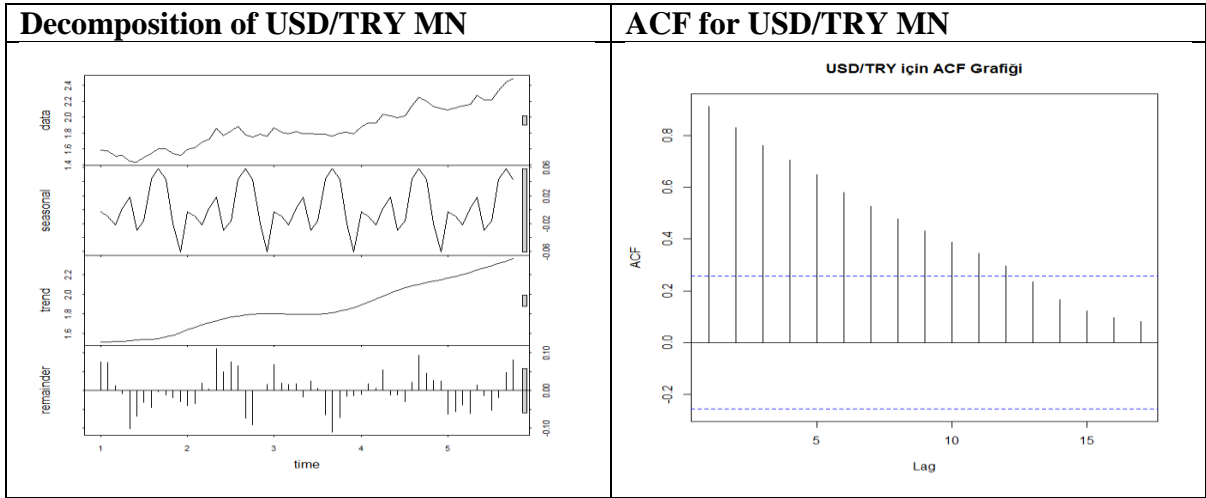 Decomposition of USD/TRY MN
ACF for USD/TRY MN
data
1.4 1.6 1.8 2.0 2.2 2.4
seasonal
-0.06 -0.02 0.02 0.06
trend
1.6 1.8 2.0 2.2
remainder
-0.10 0.00 0.10
1 2 3 4 5
time
USD/TRY için ACF Grafiği
ACF
-0.2 0.0 0.2 0.4 0.6 0.8
5 10 15
Lag